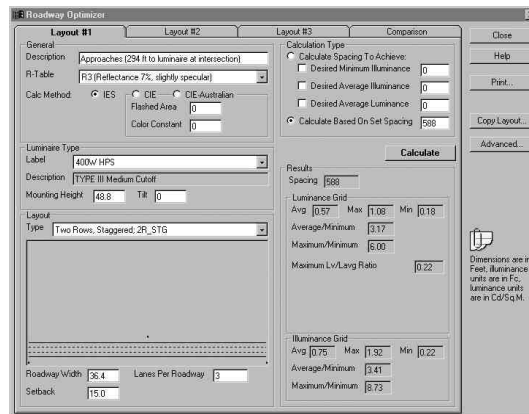 Roadway Optimizer
Layout #1
Layout #2
Layout #3
Comparison
General
Description Approaches (294 ft to luminaire at intersection)
R-Table R3 (Reflectance 7%, slightly specular)
Calc Method: IES CIE CIE-Australian
Flashed Area 0
Color Constant 0
Luminaire Type
Label 400W HPS
Description TYPE III Medium Cutoff
Mounting Height 48.8 Tilt 0
Layout
Type Two Rows, Staggered; 2R_STG
Roadway Width 36.4 Lanes Per Roadway 3
Setback 15.0
Calculation Type
Calculate Spacing To Achieve:
Desired Minimum Illuminance 0
Desired Average Illuminance 0
Desired Average Luminance 0
Calculate Based On Set Spacing 588
Calculate
Results
Spacing 588
Luminance Grid
Avg 0.57 Max 1.08 Min 0.18
Average/Minimum 3.17
Maximum/Minimum 6.00
Maximum Lv/Lavg Ratio 0.22
Illuminance Grid
Avg 0.75 Max 1.92 Min 0.22
Average/Minimum 3.41
Maximum/Minimum 8.73
Close
Help
Print...
Copy Layout...
Advanced...
Dimensions are in
Feet, illuminance
units are in Fc,
luminance units
are in Cd/Sq.M.